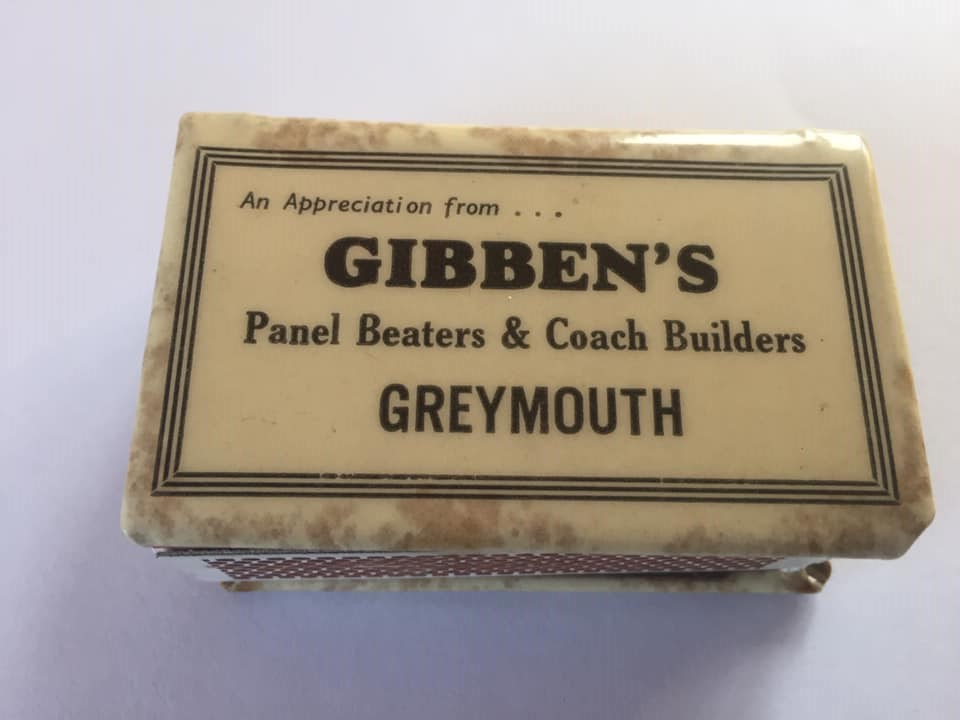 An Appreciation from . . .
GIBBEN'S
Panel Beaters & Coach Builders
GREYMOUTH